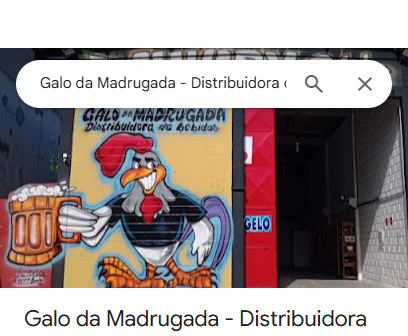 Galo da Madrugada - Distribuidora
GALO DA MADRUGADA
Distribuidora de bebidas
GELO
Galo da Madrugada - Distribuidora